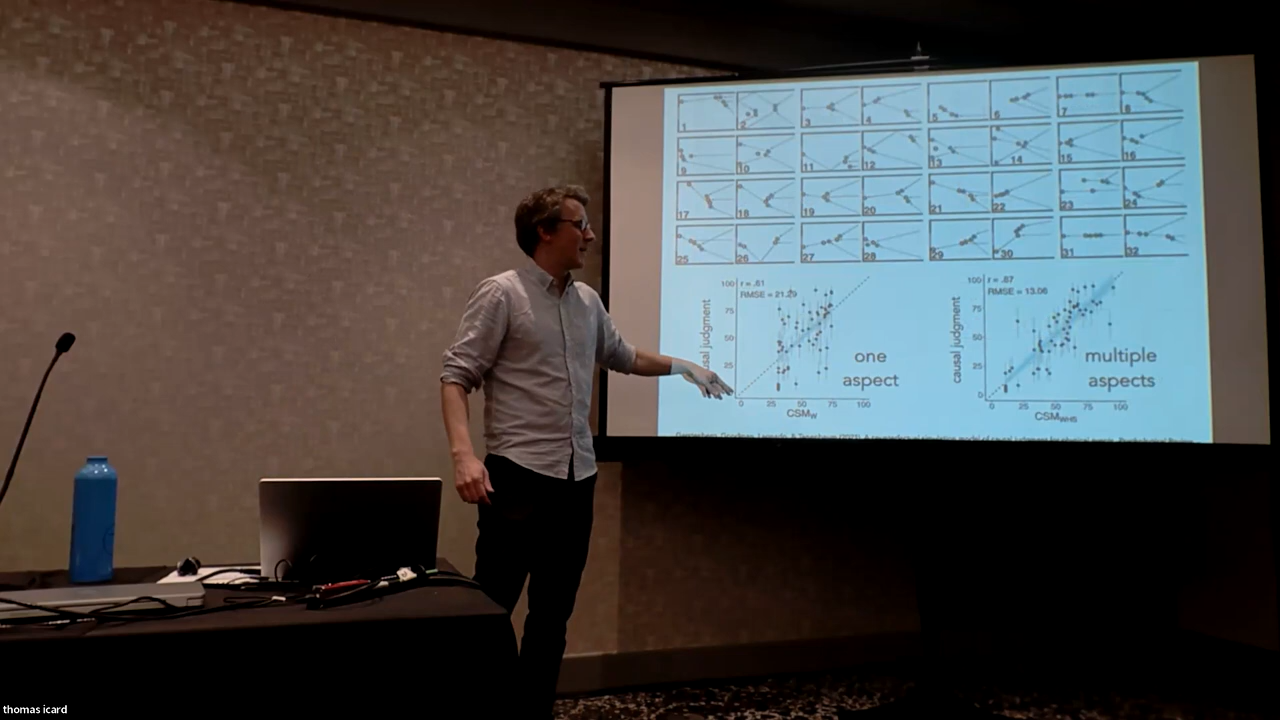 1 2 3 4 5 6 7 8
9 10 11 12 13 14 15 16
17 18 19 20 21 22 23 24
25 26 27 28 29 30 31 32
100 r = .61
RMSE = 21.29
75
50
25
0 25 50 75 100
causal judgment
CSMW
one
aspect
100 r = .87
RMSE = 13.06
75
50
25
0
0 25 50 75 100
causal judgment
CSMWHS
multiple
aspects
thomas icard